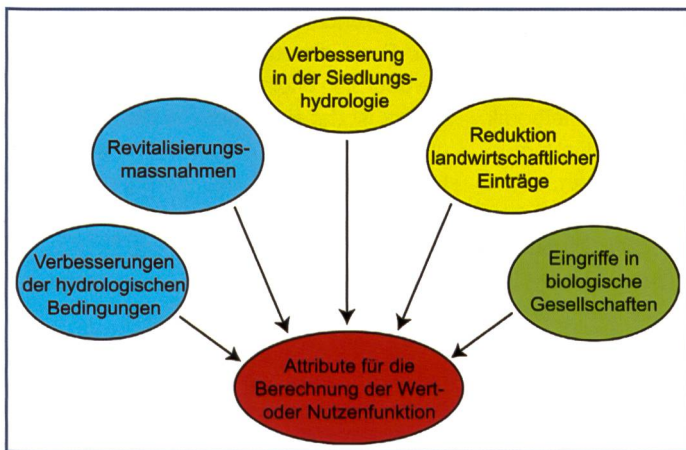 Verbesserung
in der Siedlungs-
hydrologie
Revitalisierungs-
massnahmen
Reduktion
landwirtschaftlicher
Einträge
Verbesserungen
der hydrologischen
Bedingungen
Eingriffe in
biologische
Gesellschaften
Attribute für die
Berechnung der Wert-
oder Nutzenfunktion